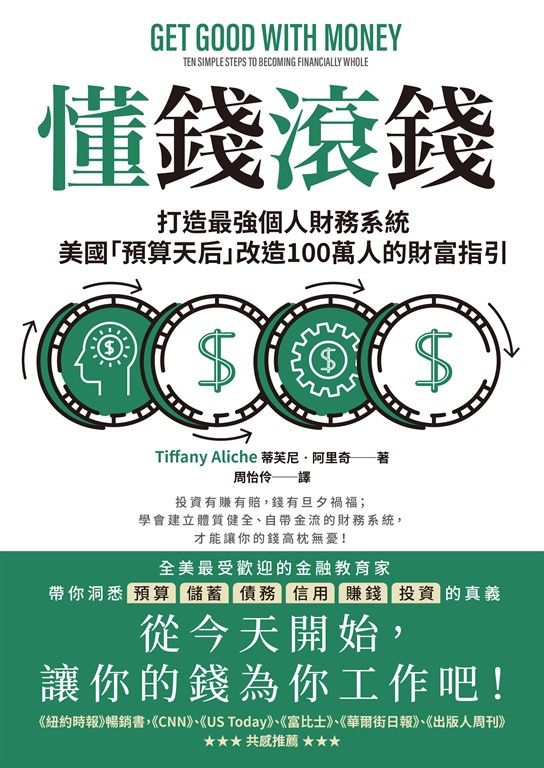 GET GOOD WITH MONEY
TEN SIMPLE STEPS TO BECOMING FINANCIALLY WHOLE
懂錢滾錢
打造最強個人財務系統
美國「預算天后」改造100萬人的財富指引
$ $ $ $
Tiffany Aliche 蒂芙尼・阿里奇──著
周怡伶──譯
投資有賺有賠,錢有旦夕禍福;
學會建立體質健全、自帶金流的財務系統,
才能讓你的錢高枕無憂!
全美最受歡迎的金融教育家
帶你洞悉 預算 儲蓄 債務 信用 賺錢 投資 的真義
從今天開始,
讓你的錢為你工作吧!
《紐約時報》暢銷書,《CNN》、《US Today》、《富比士》、《華爾街日報》、《出版人周刊》
★★★ 共感推薦 ★★★